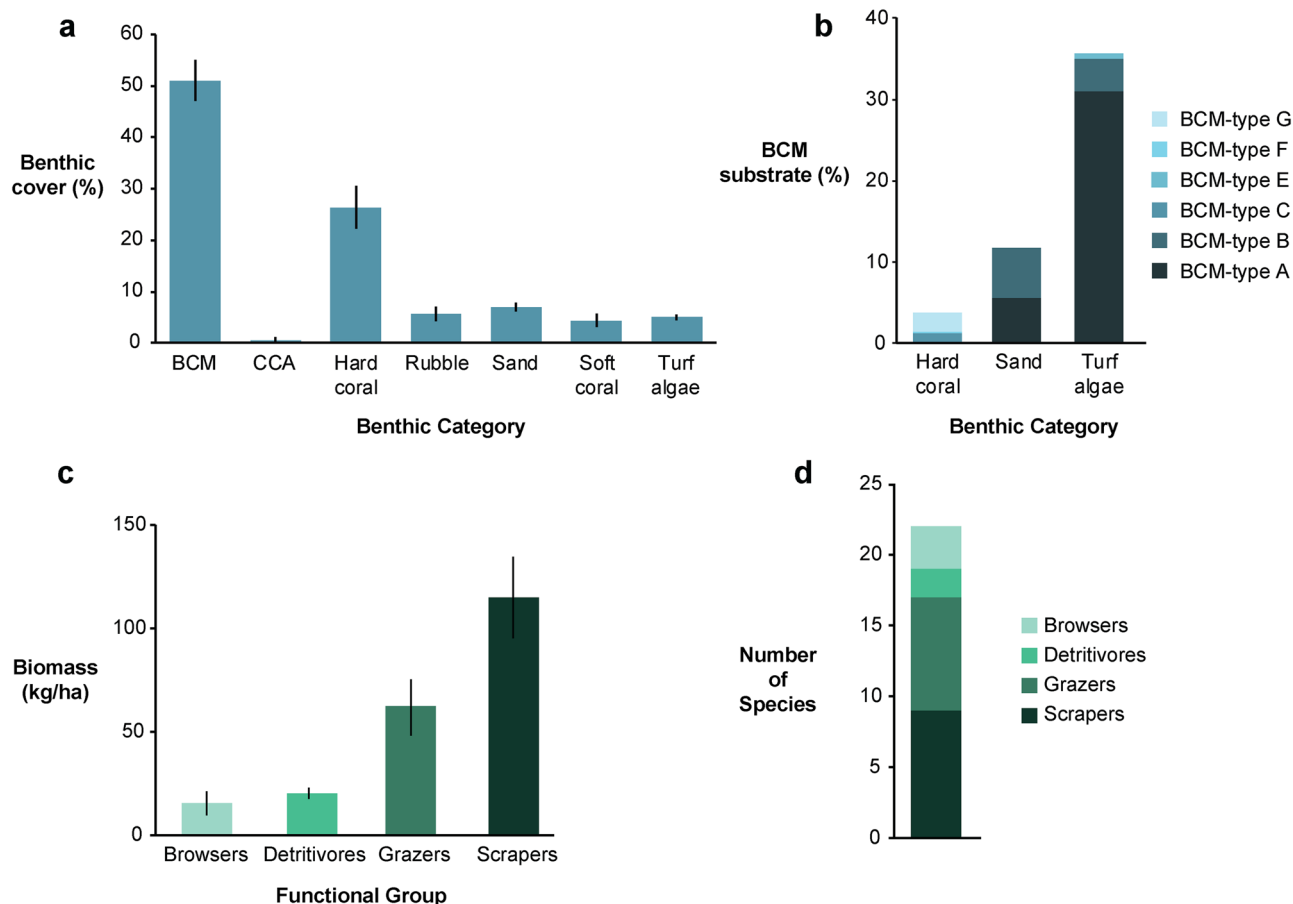 a
60
50
40
30
20
10
0
Benthic
cover (%)
BCM CCA Hard coral Rubble Sand Soft coral Turf algae
Benthic Category
b
40
30
20
10
0
BCM
substrate (%)
Hard coral Sand Turf algae
Benthic Category
BCM-type G
BCM-type F
BCM-type E
BCM-type C
BCM-type B
BCM-type A
c
150
100
50
0
Biomass
(kg/ha)
Browsers Detritivores Grazers Scrapers
Functional Group
d
25
20
15
10
5
0
Number
of
Species
Browsers
Detritivores
Grazers
Scrapers